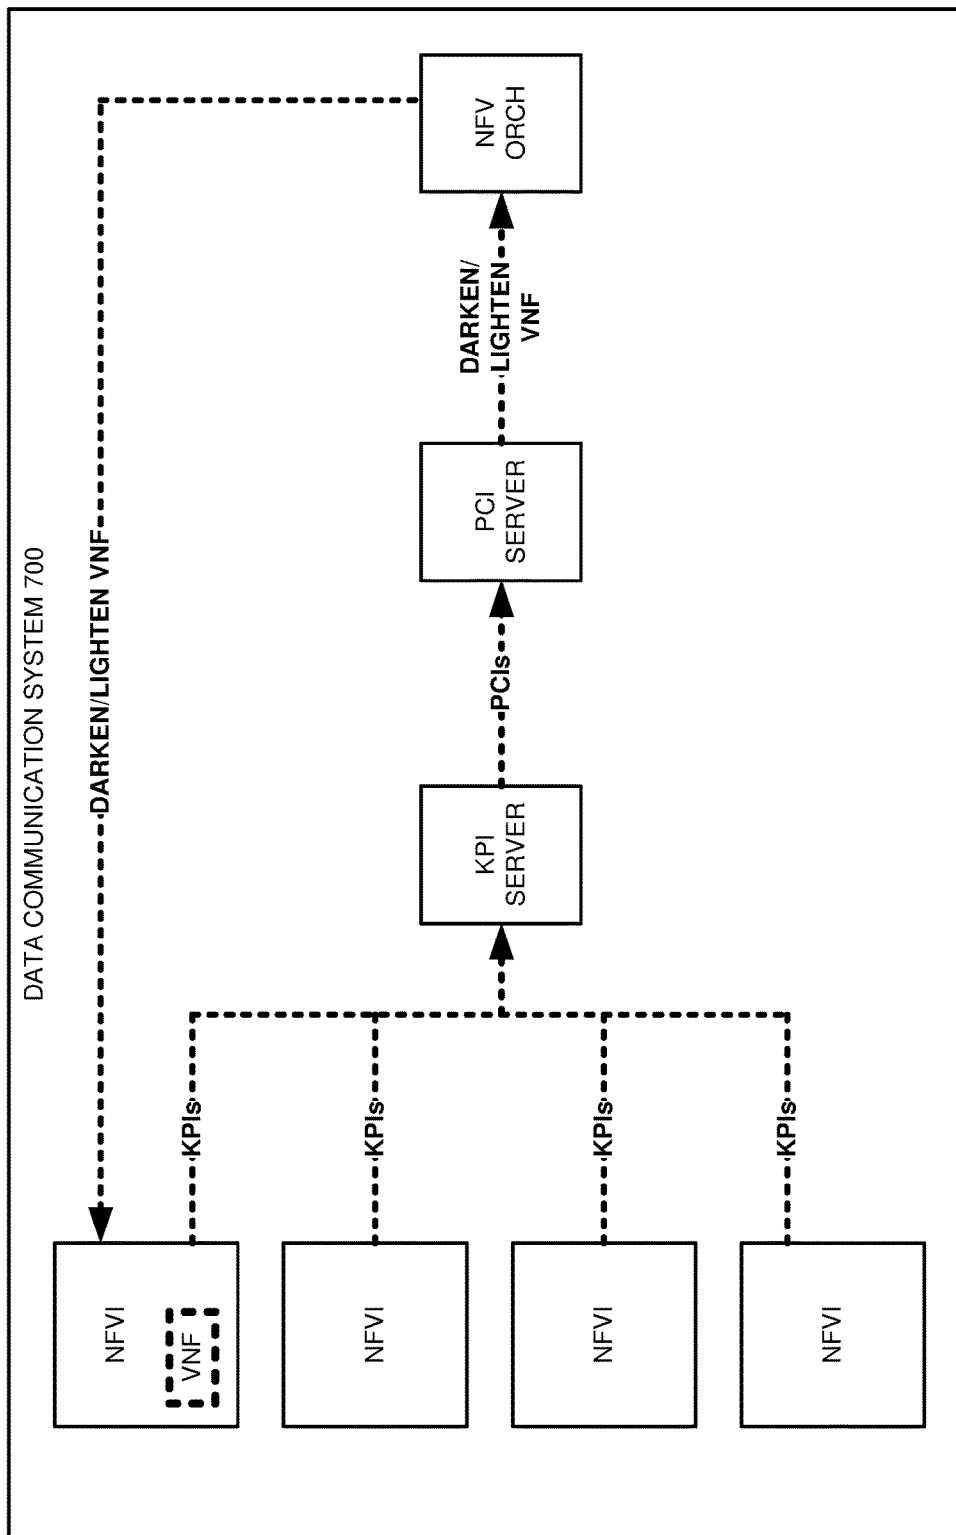 DATA COMMUNICATION SYSTEM 700
DARKEN/LIGHTEN VNF
NFVI
VNF
KPIs
NFVI
KPIs
NFVI
KPIs
NFVI
KPIs
KPI
SERVER
PCIs
PCI
SERVER
DARKEN/
LIGHTEN
VNF
NFV
ORCH